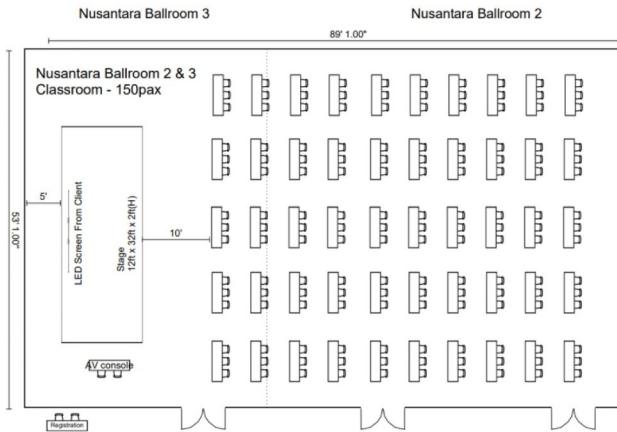 Nusantara Ballroom 3
Nusantara Ballroom 2
89' 1.00"
Nusantara Ballroom 2 & 3
Classroom - 150pax
53' 1.00"
5'
LED Screen From Client
Stage
12ft x 32ft x 2ft(H)
10'
AV console
Registration